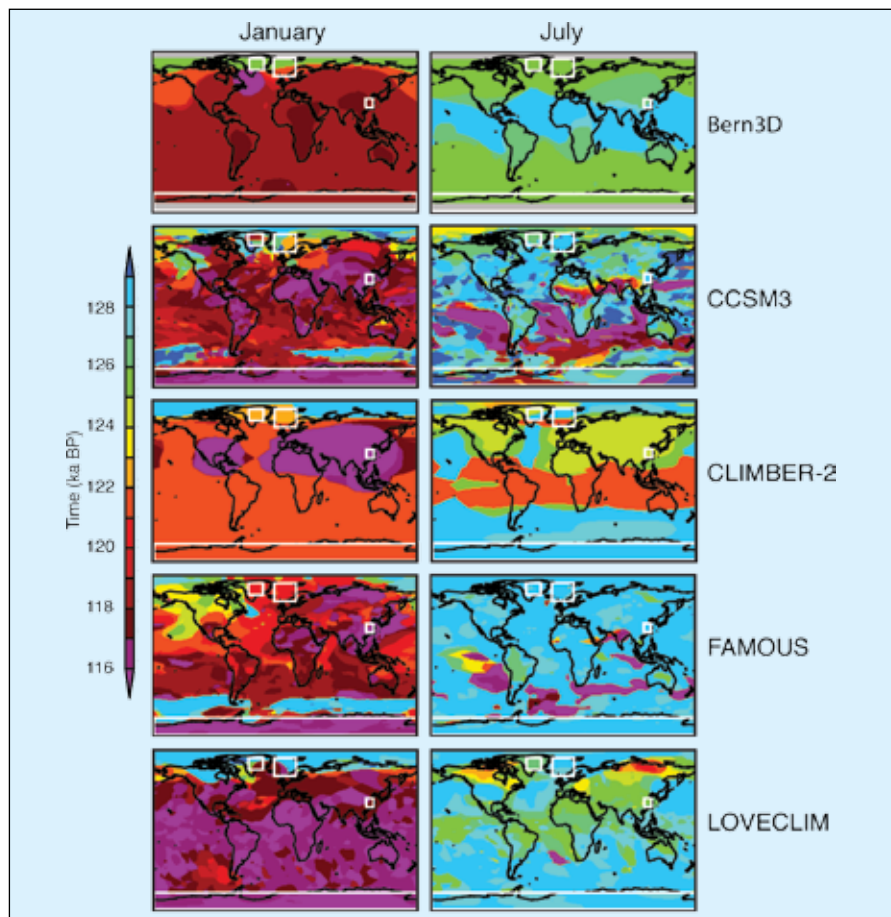 January July
Bern3D
CCSM3
CLIMBER-2
FAMOUS
LOVECLIM
Time (ka BP)
128
126
124
122
120
118
116